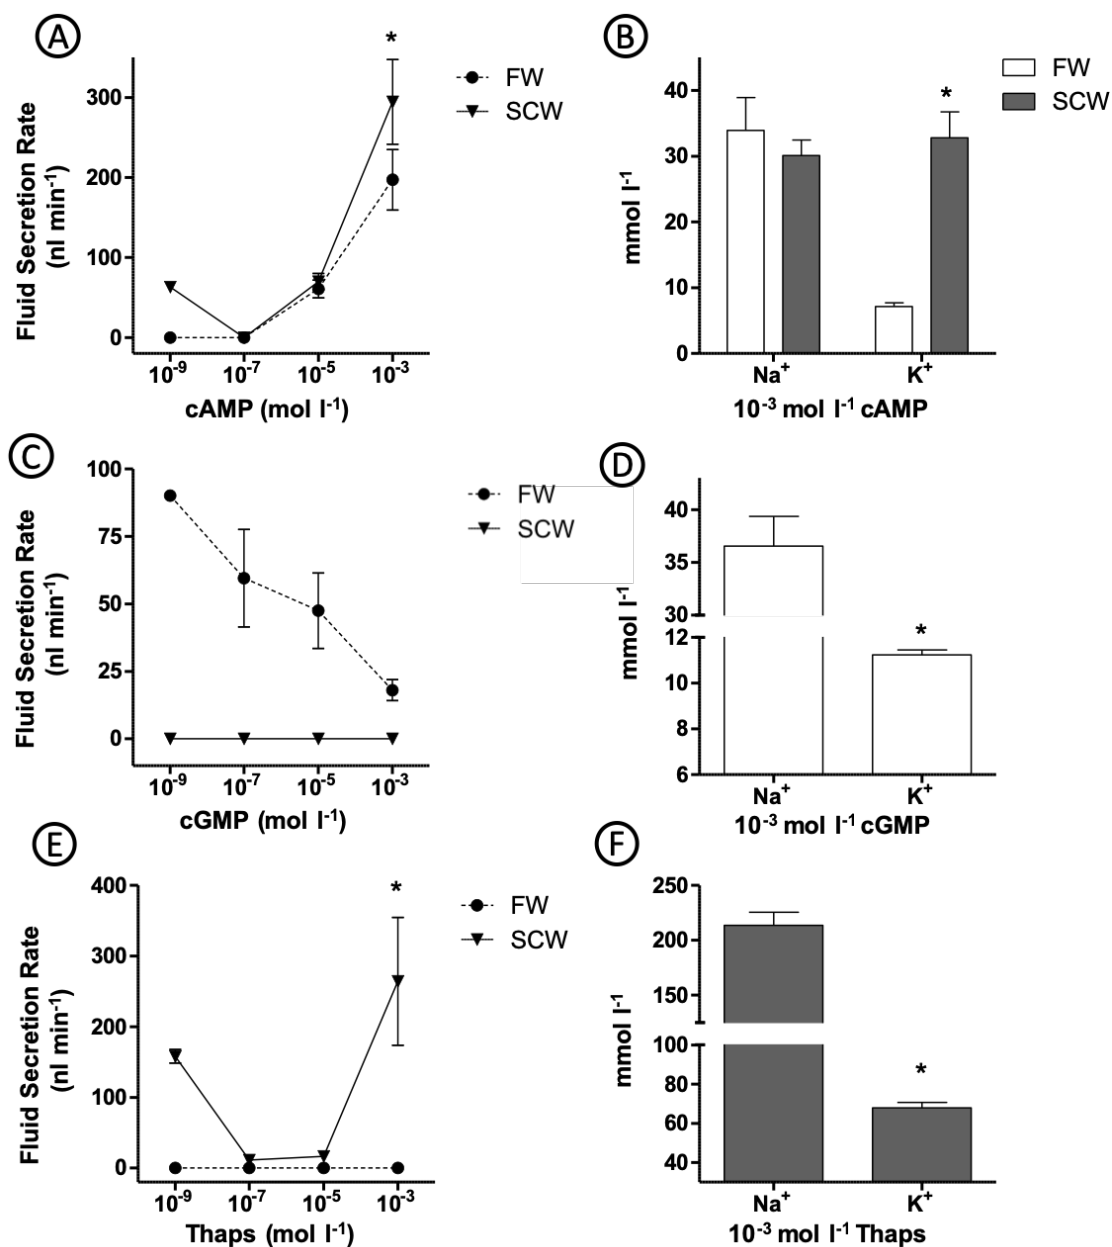 A
*
Fluid Secretion Rate
(nl min⁻¹)
300
200
100
0
10⁻⁹ 10⁻⁷ 10⁻⁵ 10⁻³
cAMP (mol l⁻¹)
FW
SCW
B
mmol l⁻¹
40
30
20
10
0
*
Na⁺ K⁺
10⁻³ mol l⁻¹ cAMP
FW
SCW
C
Fluid Secretion Rate
(nl min⁻¹)
100
75
50
25
0
10⁻⁹ 10⁻⁷ 10⁻⁵ 10⁻³
cGMP (mol l⁻¹)
FW
SCW
D
mmol l⁻¹
40
35
30
12
10
8
6
*
Na⁺ K⁺
10⁻³ mol l⁻¹ cGMP
E
Fluid Secretion Rate
(nl min⁻¹)
400
300
200
100
0
*
10⁻⁹ 10⁻⁷ 10⁻⁵ 10⁻³
Thaps (mol l⁻¹)
FW
SCW
F
mmol l⁻¹
250
200
150
100
80
60
40
*
Na⁺ K⁺
10⁻³ mol l⁻¹ Thaps